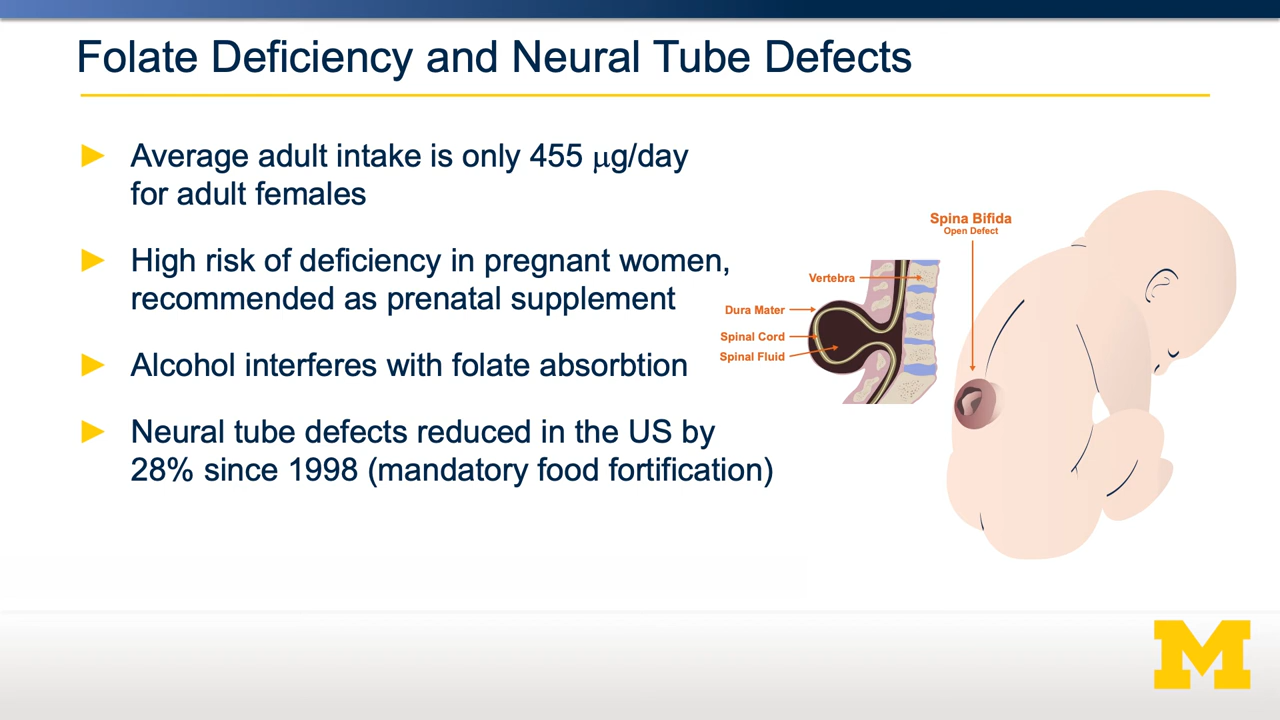 Folate Deficiency and Neural Tube Defects
Average adult intake is only 455 μg/day
for adult females
High risk of deficiency in pregnant women,
recommended as prenatal supplement
Alcohol interferes with folate absorbtion
Neural tube defects reduced in the US by
28% since 1998 (mandatory food fortification)
Spina Bifida
Open Defect
Vertebra
Dura Mater
Spinal Cord
Spinal Fluid
M